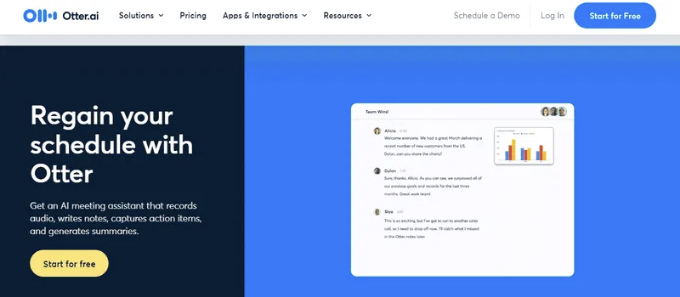 Otter.ai
Solutions
Pricing
Apps & Integrations
Resources
Schedule a Demo
Log In
Start for Free
Regain your
schedule with
Otter
Get an AI meeting assistant that records
audio, writes notes, captures action items,
and generates summaries.
Start for free
Team Wind
Alicia
Welcome everyone. We had a great March delivering a
record number of new customers from the US.
can you share the charts?
Sure, thanks, Alicia. As you can see, we surpassed all of
our previous goals and records for the last three
months. Great work team!
This is so exciting, but I've got to run to another sales
call, so I need to drop off now. I'll catch what I missed
in the Otter notes later.